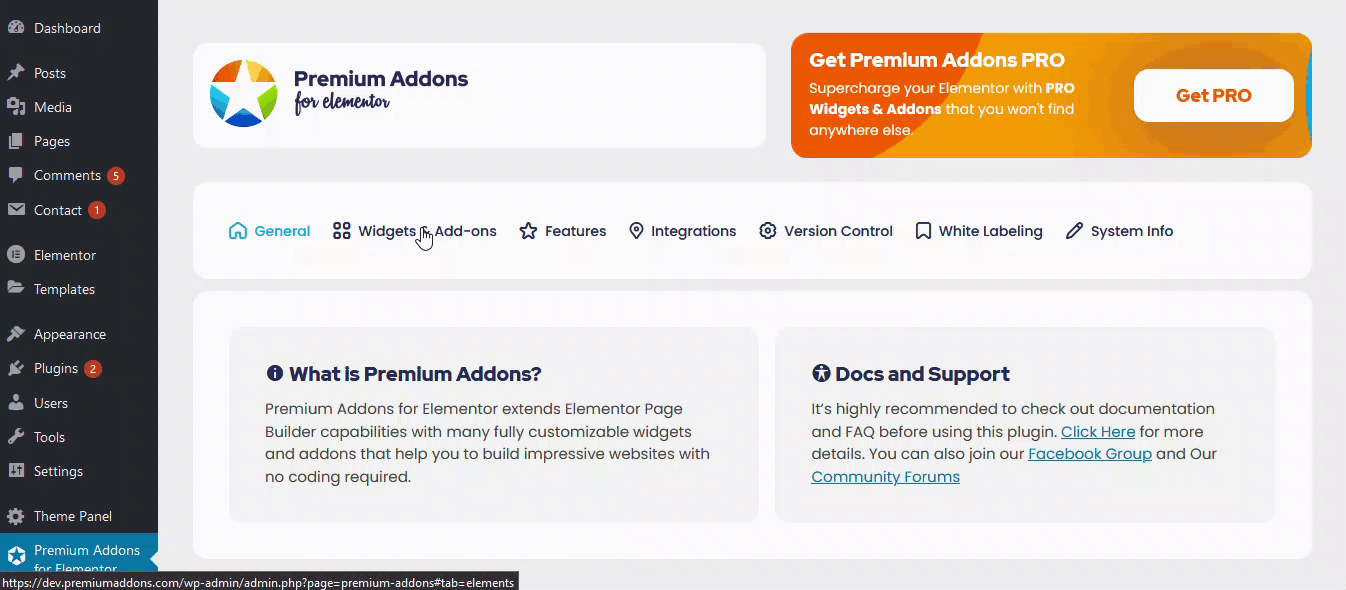 Dashboard
Posts
Media
Pages
Comments 5
Contact 1
Elementor
Templates
Appearance
Plugins 2
Users
Tools
Settings
Theme Panel
Premium Addons
for Elementor
Premium Addons
for elementor
Get Premium Addons PRO
Supercharge your Elementor with PRO
Widgets & Addons that you won't find
anywhere else.
Get PRO
General Widgets & Add-ons Features Integrations Version Control White Labeling System Info
What is Premium Addons?
Premium Addons for Elementor extends Elementor Page
Builder capabilities with many fully customizable widgets
and addons that help you to build impressive websites with
no coding required.
Docs and Support
It's highly recommended to check out documentation
and FAQ before using this plugin. Click Here for more
details. You can also join our Facebook Group and Our
Community Forums
https://dev.premiumaddons.com/wp-admin/admin.php?page=premium-addons#tab=elements